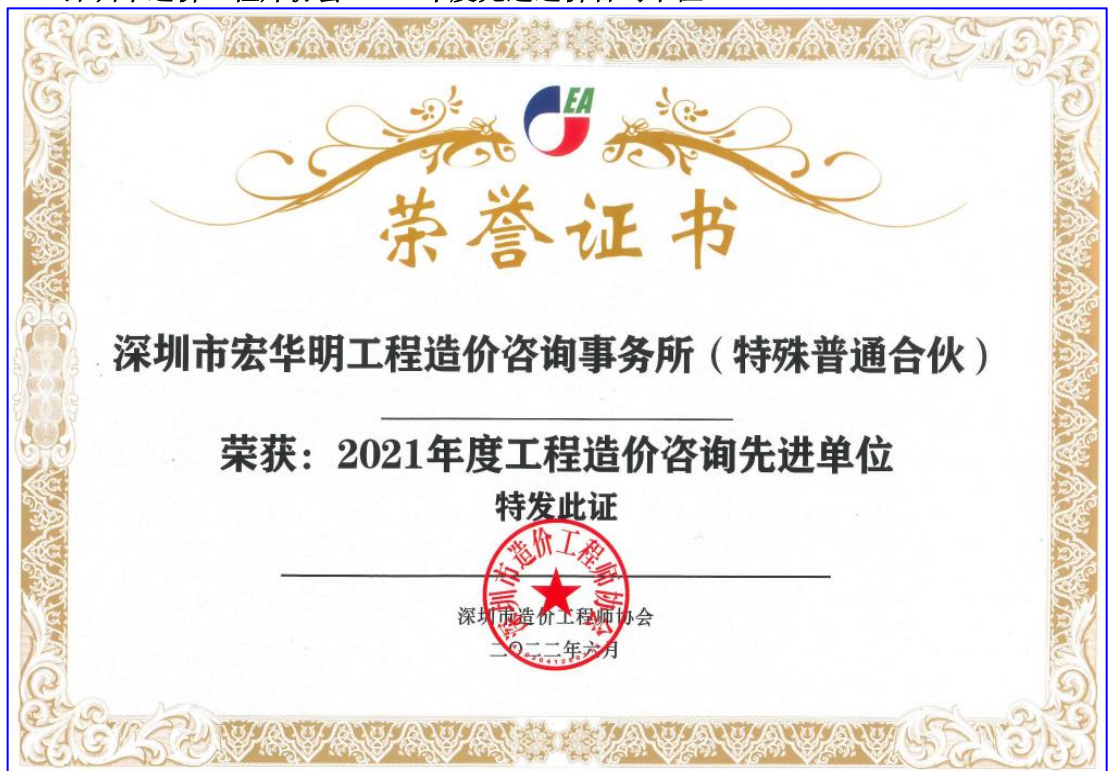 EA
荣誉证书
深圳市宏华明工程造价咨询事务所（特殊普通合伙）
荣获：2021年度工程造价咨询先进单位
特发此证
深圳市造价工程师协会
深圳市造价工程师协会
二〇二二年六月